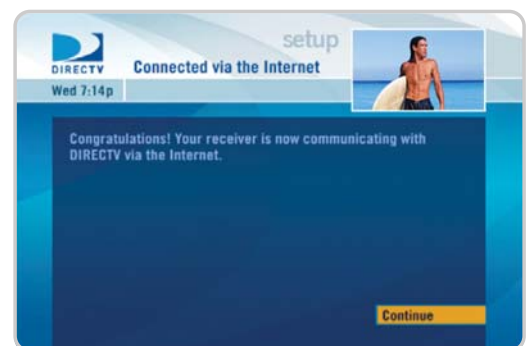 setup
DIRECTV
Connected via the Internet
Wed 7:14p
Congratulations! Your receiver is now communicating with
DIRECTV via the Internet.
Continue